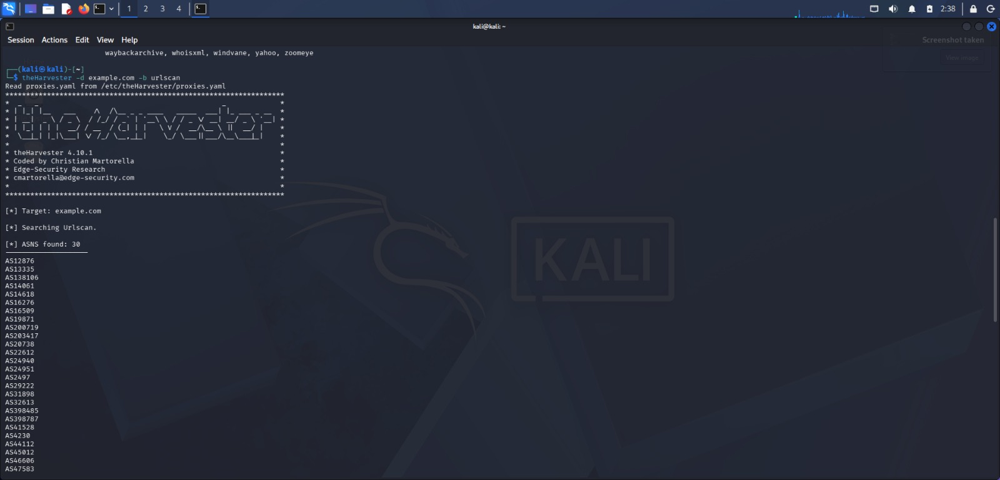 1 2 3 4 2:38
kali@kali: ~
Session Actions Edit View Help
Screenshot taken
View image
waybackarchive, whoisxml, windvane, yahoo, zoomeye
┌──(kali㉿kali)-[~]
└─$ theHarvester -d example.com -b urlscan
Read proxies.yaml from /etc/theHarvester/proxies.yaml
*******************************************************************
theHarvester
* theHarvester 4.10.1 *
* Coded by Christian Martorella *
* Edge-Security Research *
* cmartorella@edge-security.com *
* *
*******************************************************************
[*] Target: example.com
[*] Searching Urlscan.
[*] ASNS found: 30
--------------------
AS12876
AS13335
AS138106
AS14061
AS14618
AS16276
AS16509
AS19871
AS200719
AS203417
AS20738
AS22612
AS24940
AS24951
AS2497
AS29222
AS31898
AS32613
AS398485
AS398787
AS41528
AS4230
AS44112
AS45012
AS46606
AS47583
KALI